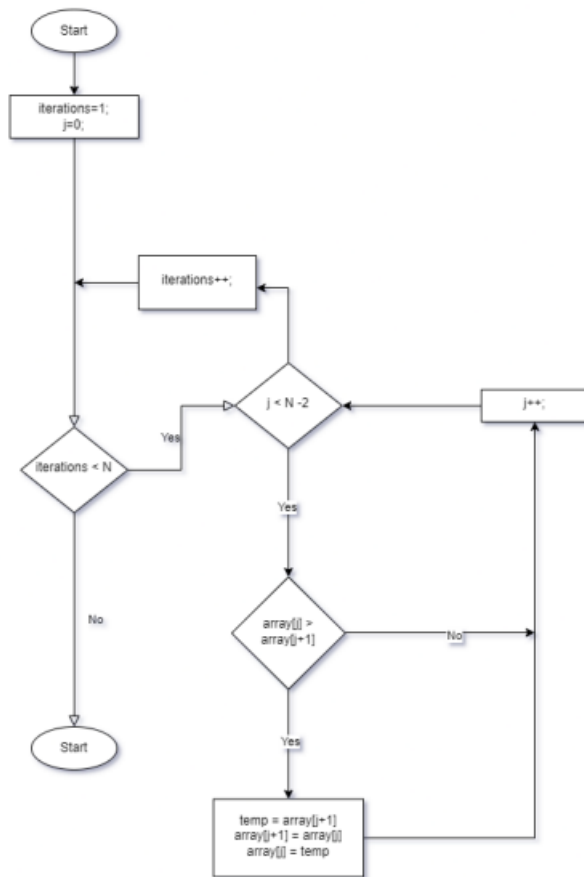 Start
iterations=1;
j=0;
iterations++;
j < N -2
j++;
Yes
iterations < N
Yes
array[j] >
array[j+1]
No
No
Yes
Start
temp = array[j+1]
array[j+1] = array[j]
array[j] = temp